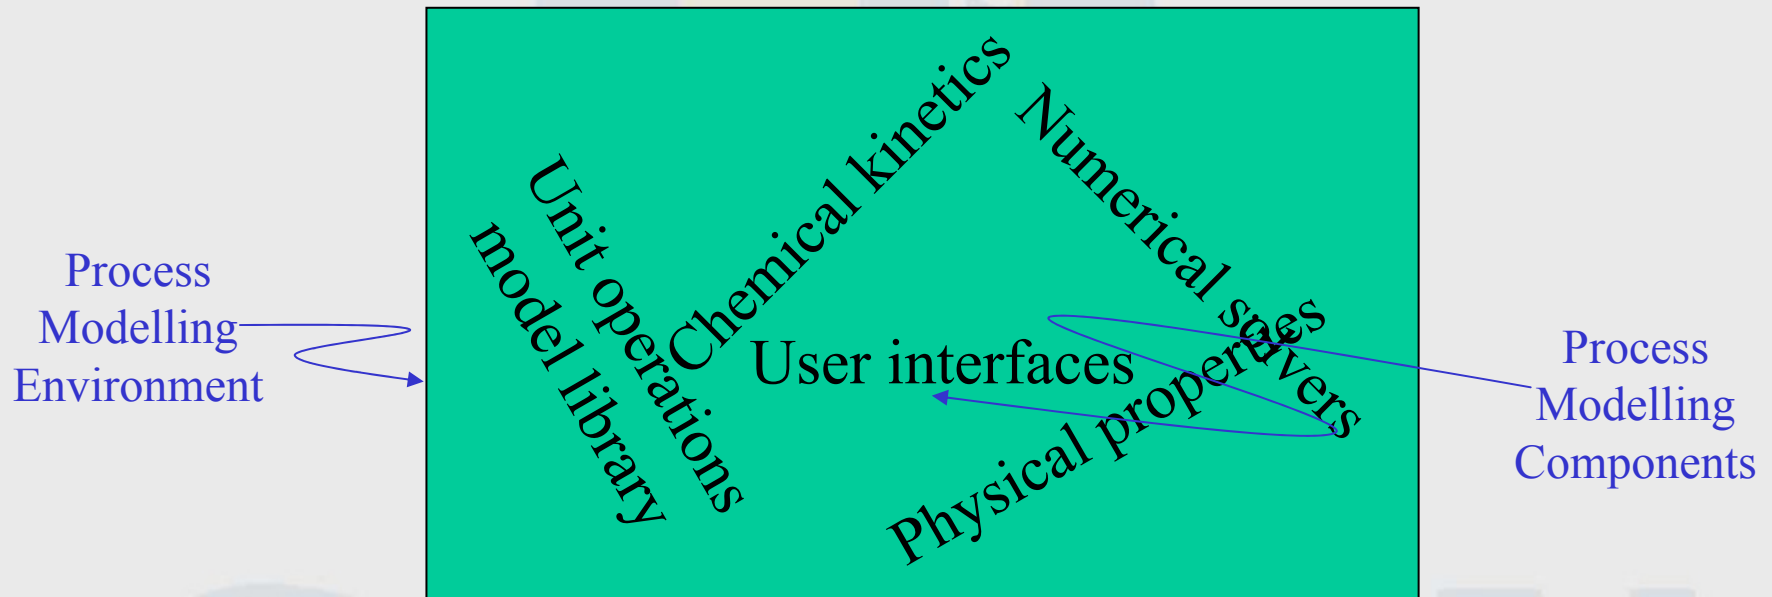 Process
Modelling
Environment
Unit operations
model library
Chemical kinetics
Numerical solvers
User interfaces
Physical properties
Process
Modelling
Components